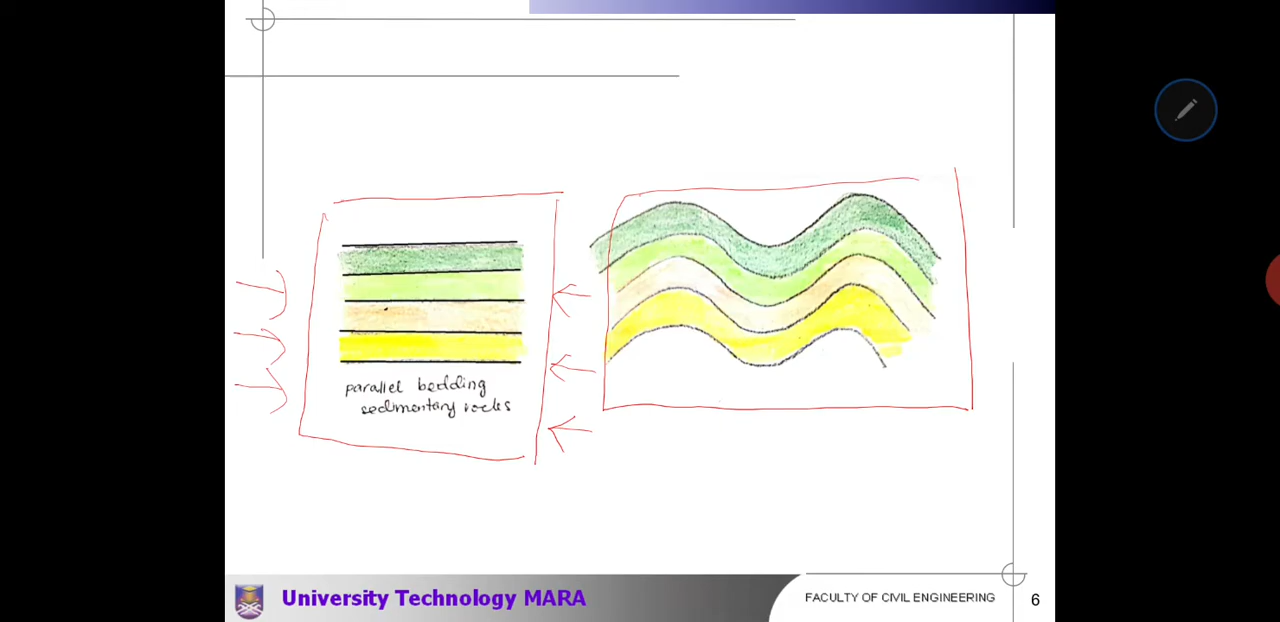 parallel bedding
sedimentary rocks
University Technology MARA
FACULTY OF CIVIL ENGINEERING
6